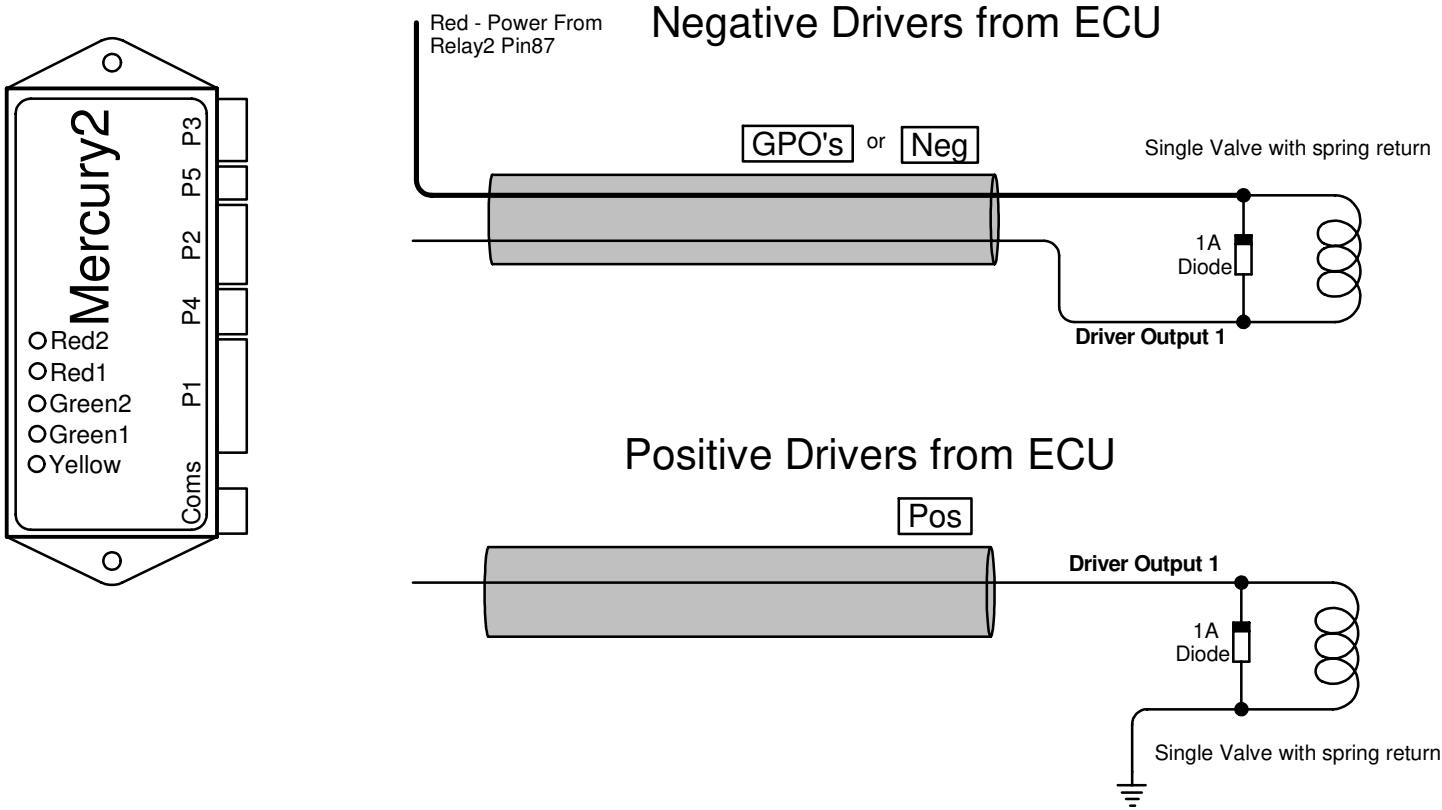 Mercury2
P3
P5
P2
P4
P1
Coms
Red2
Red1
Green2
Green1
Yellow
Negative Drivers from ECU
Red - Power From
Relay2 Pin87
GPO's or Neg
Single Valve with spring return
1A
Diode
Driver Output 1
Positive Drivers from ECU
Pos
Driver Output 1
1A
Diode
Single Valve with spring return